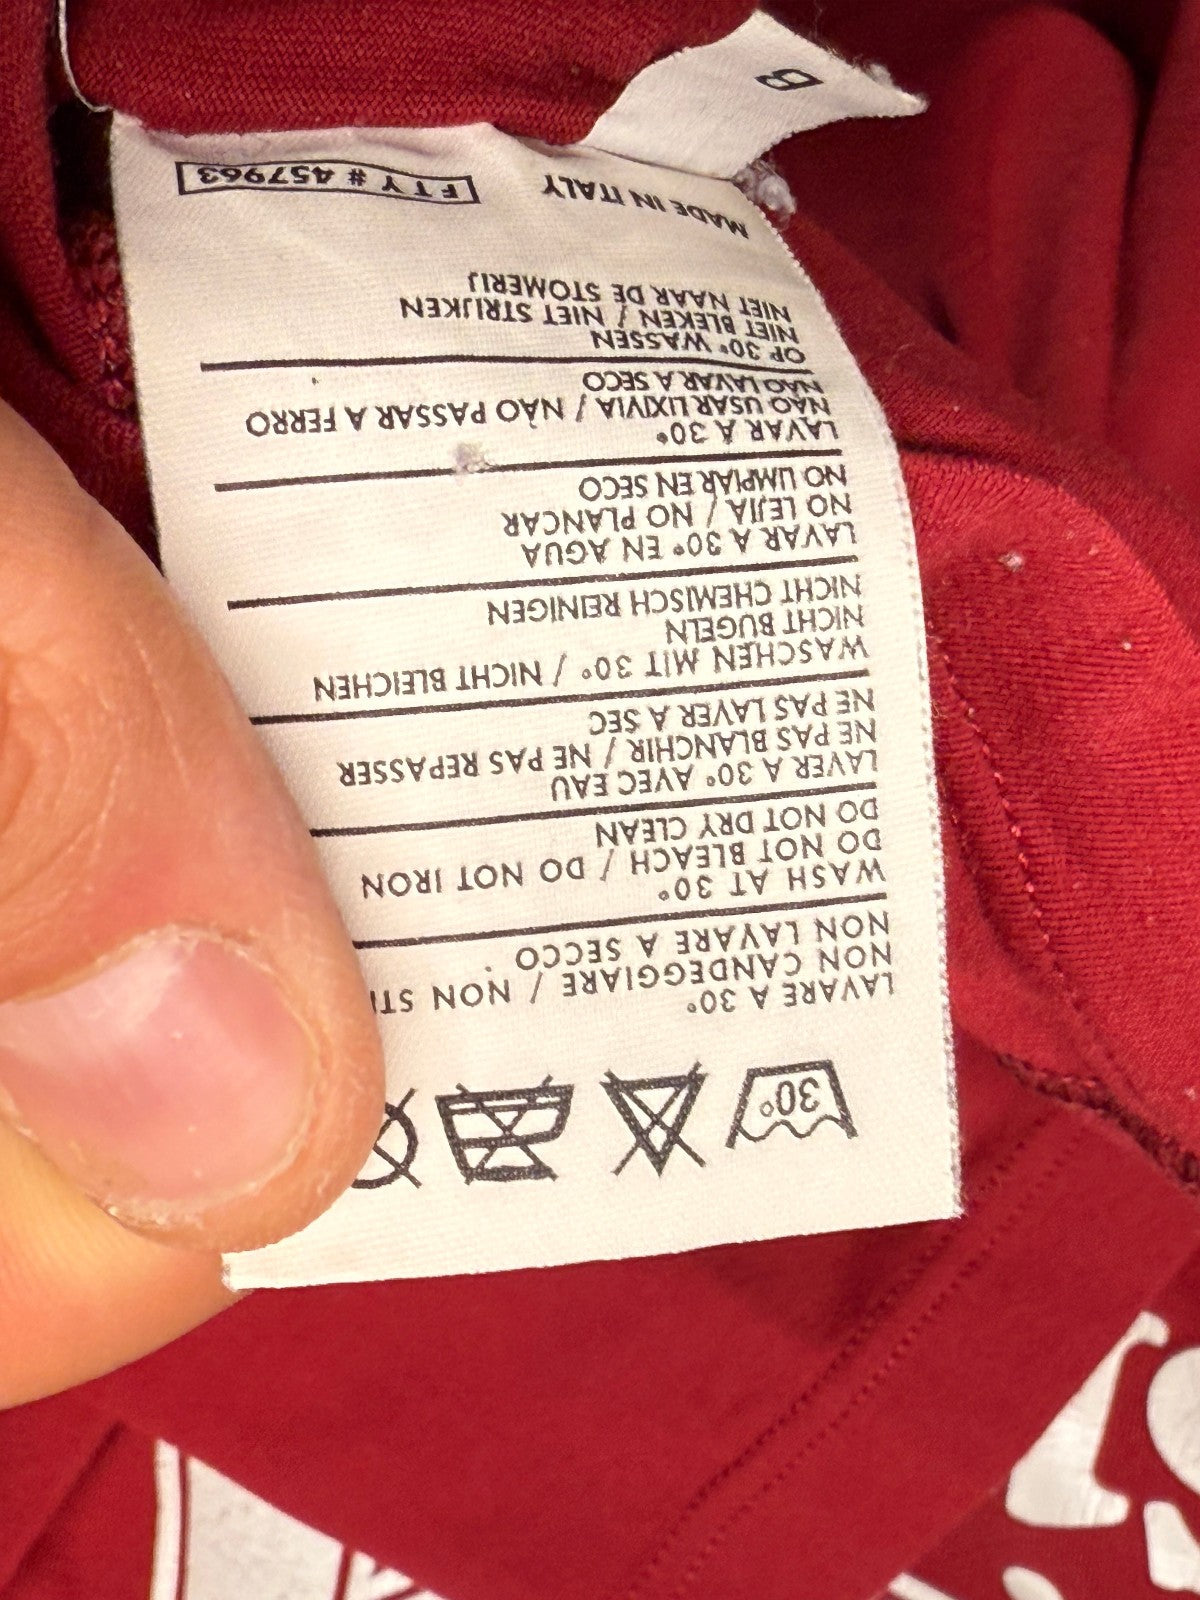 30°
LAVARE A 30°
NON CANDEGGIARE / NON
NON LAVARE A SECCO
WASH AT 30°
DO NOT BLEACH / DO NOT IRON
DO NOT DRY CLEAN
LAVER A 30° AVEC EAU
NE PAS BLANCHIR / NE PAS REPASSER
NE PAS LAVER A SEC
WASCHEN MIT 30° / NICHT BLEICHEN
NICHT BUGELN
NICHT CHEMISCH REINIGEN
LAVAR A 30° EN AGUA
NO LEJIA / NO PLANCAR
NO LIMPIAR EN SECO
LAVAR A 30°
NÃO USAR LIXIVIA / NÃO PASSAR A FERRO
NÃO LAVAR A SECO
OP 30° WASSEN
NIET BLEKEN / NIET STRIJKEN
NIET NAAR DE STOMERIJ
MADE IN ITALY
FTY # 457963